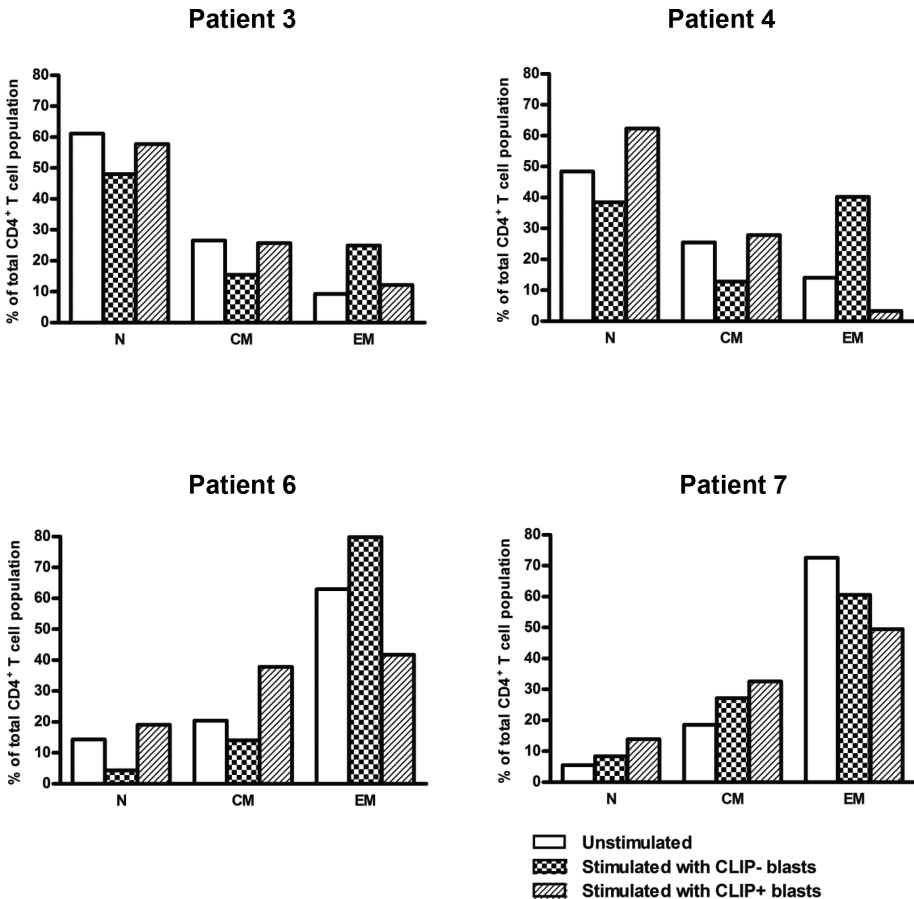 Patient 3
% of total CD4⁺ T cell population
80
70
60
50
40
30
20
10
0
N CM EM
Patient 4
% of total CD4⁺ T cell population
80
70
60
50
40
30
20
10
0
N CM EM
Patient 6
% of total CD4⁺ T cell population
80
70
60
50
40
30
20
10
0
N CM EM
Patient 7
% of total CD4⁺ T cell population
80
70
60
50
40
30
20
10
0
N CM EM
Unstimulated
Stimulated with CLIP- blasts
Stimulated with CLIP+ blasts